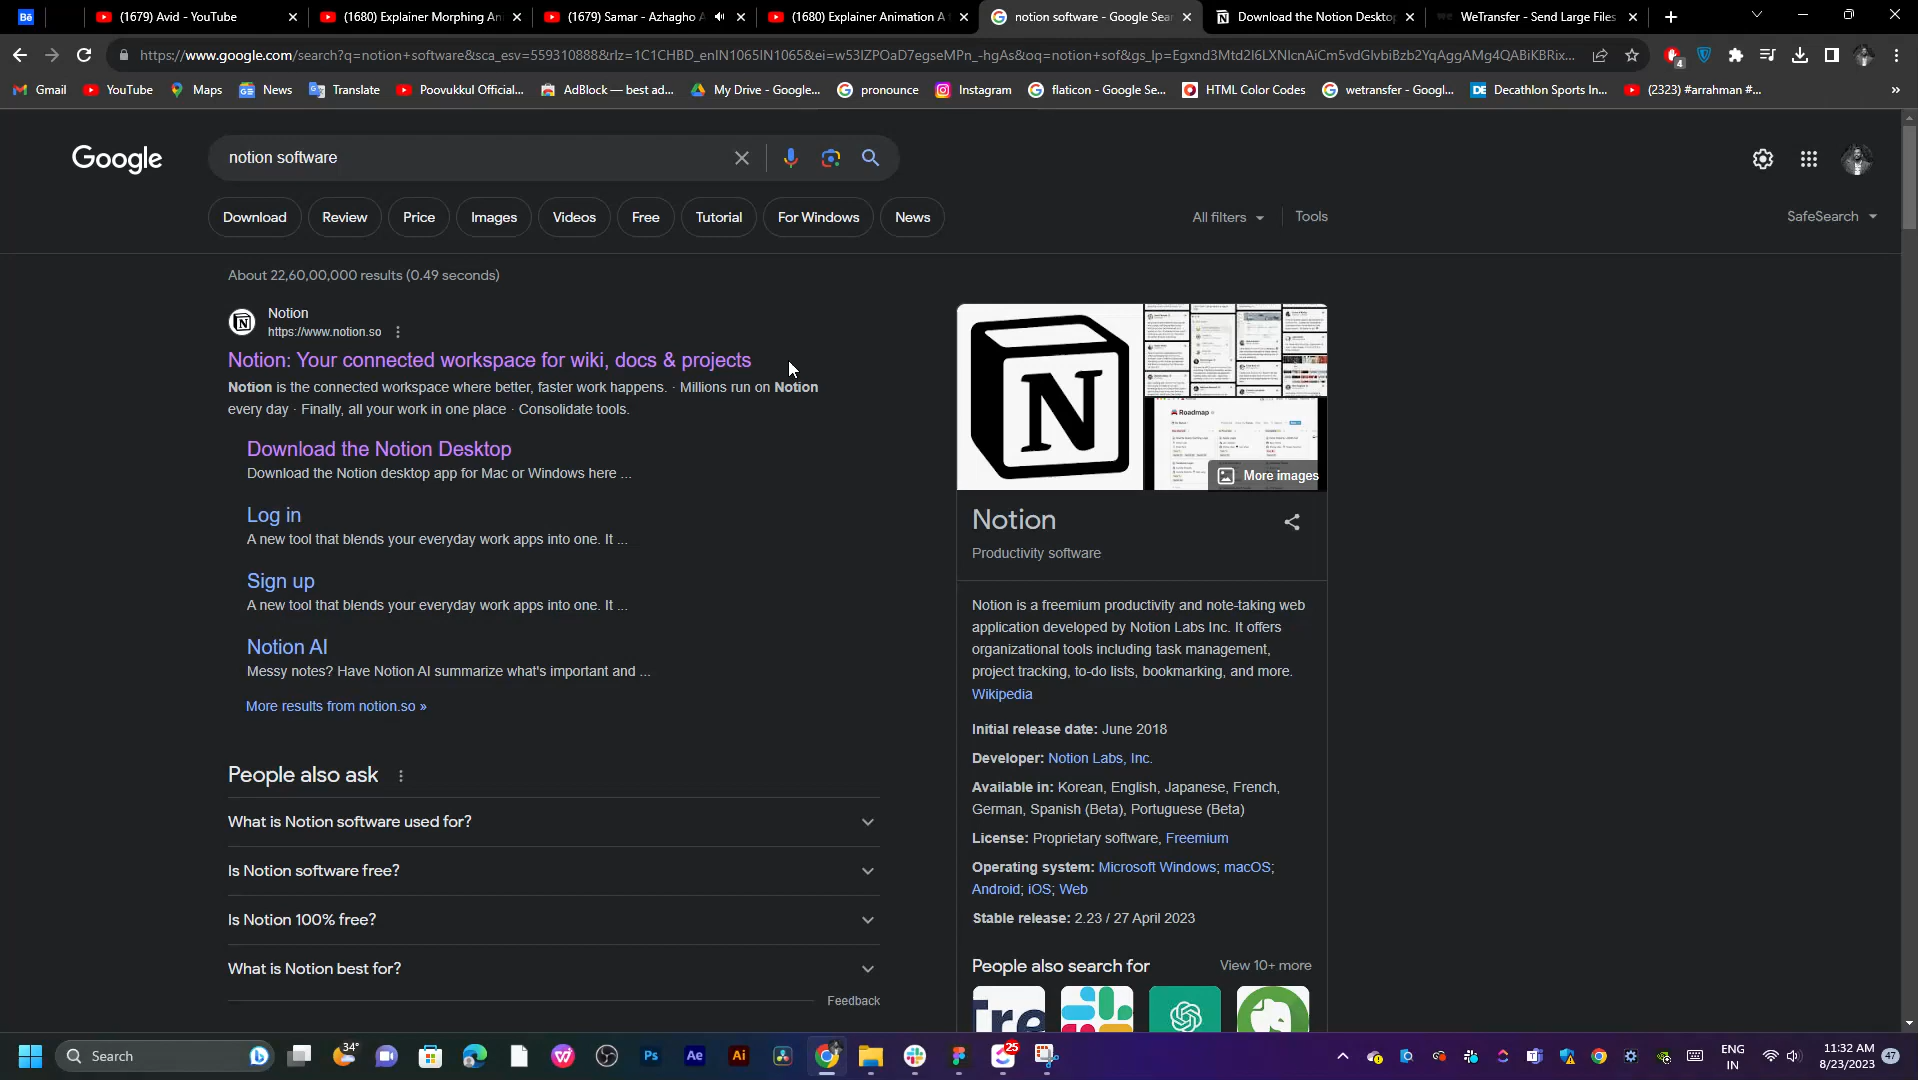 (1680) Avid - YouTube
(1680) Explainer Morphing An
(1679) Samar - Azhagho A
(1680) Explainer Animation A
notion software - Google Sear
Download the Notion Deskto
WeTransfer - Send Large Files
https://www.google.com/search?q=notion+software&sca_esv=559310888&rlz=1C1CHBD_enIN1065IN1065&ei=w53lZPOaD7egseMPn_-hgAs&oq=notion+sof&gs_lp=Egxnd3Mtd2l6LXNlcnAiCm5vdGlvbiBzb2YqAggAMg4QABiKBRix...
4
Gmail
YouTube
Maps
News
Translate
Poovukkul Official...
AdBlock — best ad...
My Drive - Google...
pronounce
Instagram
flaticon - Google Se...
HTML Color Codes
wetransfer - Googl...
Decathlon Sports In...
(2323) #arrahman #...
»
Google
notion software
Download
Review
Price
Images
Videos
Free
Tutorial
For Windows
News
All filters
Tools
SafeSearch
About 22,60,00,000 results (0.49 seconds)
Notion
https://www.notion.so
Notion: Your connected workspace for wiki, docs & projects
Notion is the connected workspace where better, faster work happens. · Millions run on Notion
every day · Finally, all your work in one place · Consolidate tools.
Download the Notion Desktop
Download the Notion desktop app for Mac or Windows here ...
Log in
A new tool that blends your everyday work apps into one. It ...
Sign up
A new tool that blends your everyday work apps into one. It ...
Notion AI
Messy notes? Have Notion AI summarize what's important and ...
More results from notion.so »
People also ask
What is Notion software used for?
Is Notion software free?
Is Notion 100% free?
What is Notion best for?
Feedback
Roadmap
More images
Notion
Productivity software
Notion is a freemium productivity and note-taking web
application developed by Notion Labs Inc. It offers
organizational tools including task management,
project tracking, to-do lists, bookmarking, and more.
Wikipedia
Initial release date: June 2018
Developer: Notion Labs, Inc.
Available in: Korean, English, Japanese, French,
German, Spanish (Beta), Portuguese (Beta)
License: Proprietary software, Freemium
Operating system: Microsoft Windows; macOS;
Android; iOS; Web
Stable release: 2.23 / 27 April 2023
People also search for
View 10+ more
Tre
Search
34°
Ps
Ae
Ai
25
ENG
IN
11:32 AM
8/23/2023
47